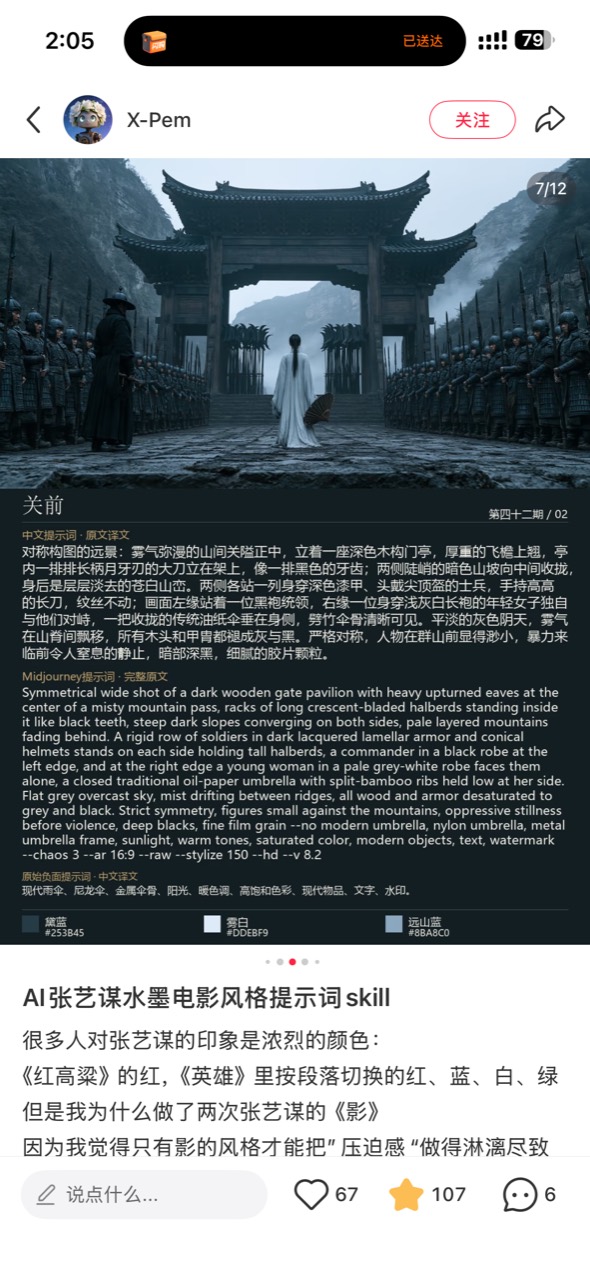 2:05
已送达
79
X-Pem
关注
7/12
关前
第四十二期 / 02
中文提示词 · 原文译文
对称构图的远景：雾气弥漫的山间关隘正中，立着一座深色木构门亭，厚重的飞檐上翘，亭
内一排排长柄月牙刃的大刀立在架上，像一排黑色的牙齿；两侧陡峭的暗色山坡向中间收拢，
身后是层层淡去的苍白山峦。两侧各站一列身穿深色漆甲、头戴尖顶盔的士兵，手持高高
的长刀，纹丝不动；画面左缘站着一位黑袍统领，右缘一位身穿浅灰白长袍的年轻女子独自
与他们对峙，一把收拢的传统油纸伞垂在身侧，劈竹伞骨清晰可见。平淡的灰色阴天，雾气
在山脊间飘移，所有木头和甲胄都褪成灰与黑。严格对称，人物在群山前显得渺小，暴力来
临前令人窒息的静止，暗部深黑，细腻的胶片颗粒。
Midjourney提示词 · 完整原文
Symmetrical wide shot of a dark wooden gate pavilion with heavy upturned eaves at the
center of a misty mountain pass, racks of long crescent-bladed halberds standing inside
it like black teeth, steep dark slopes converging on both sides, pale layered mountains
fading behind. A rigid row of soldiers in dark lacquered lamellar armor and conical
helmets stands on each side holding tall halberds, a commander in a black robe at the
left edge, and at the right edge a young woman in a pale grey-white robe faces them
alone, a closed traditional oil-paper umbrella with split-bamboo ribs held low at her side.
Flat grey overcast sky, mist drifting between ridges, all wood and armor desaturated to
grey and black. Strict symmetry, figures small against the mountains, oppressive stillness
before violence, deep blacks, fine film grain --no modern umbrella, nylon umbrella, metal
umbrella frame, sunlight, warm tones, saturated color, modern objects, text, watermark
--chaos 3 --ar 16:9 --raw --stylize 150 --hd --v 8.2
原始负面提示词 · 中文译文
现代雨伞、尼龙伞、金属伞骨、阳光、暖色调、高饱和色彩、现代物品、文字、水印。
黛蓝
#253B45
雾白
#DDEBF9
远山蓝
#8BA8C0
AI张艺谋水墨电影风格提示词skill
很多人对张艺谋的印象是浓烈的颜色：
《红高粱》的红，《英雄》里按段落切换的红、蓝、白、绿
但是我为什么做了两次张艺谋的《影》
因为我觉得只有影的风格才能把” 压迫感 “做得淋漓尽致
说点什么...
67
107
6